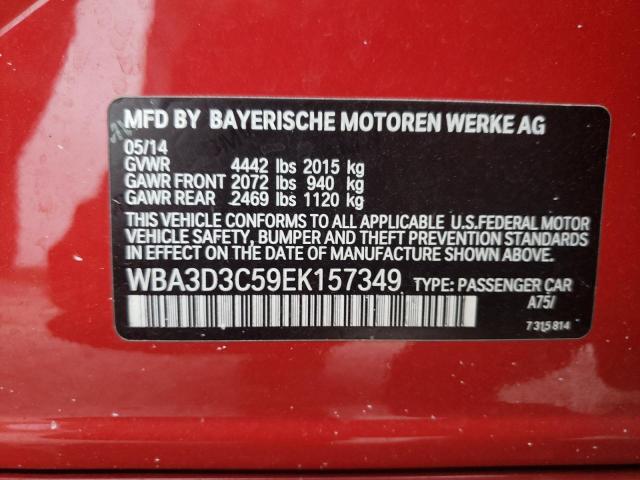 MFD BY BAYERISCHE MOTOREN WERKE AG
05/14
GVWR 4442 lbs 2015 kg
GAWR FRONT 2072 lbs 940 kg
GAWR REAR 2469 lbs 1120 kg
THIS VEHICLE CONFORMS TO ALL APPLICABLE U.S.FEDERAL MOTOR
VEHICLE SAFETY, BUMPER AND THEFT PREVENTION STANDARDS
IN EFFECT ON THE DATE OF MANUFACTURE SHOWN ABOVE.
WBA3D3C59EK157349 TYPE: PASSENGER CAR
A75/
7315814